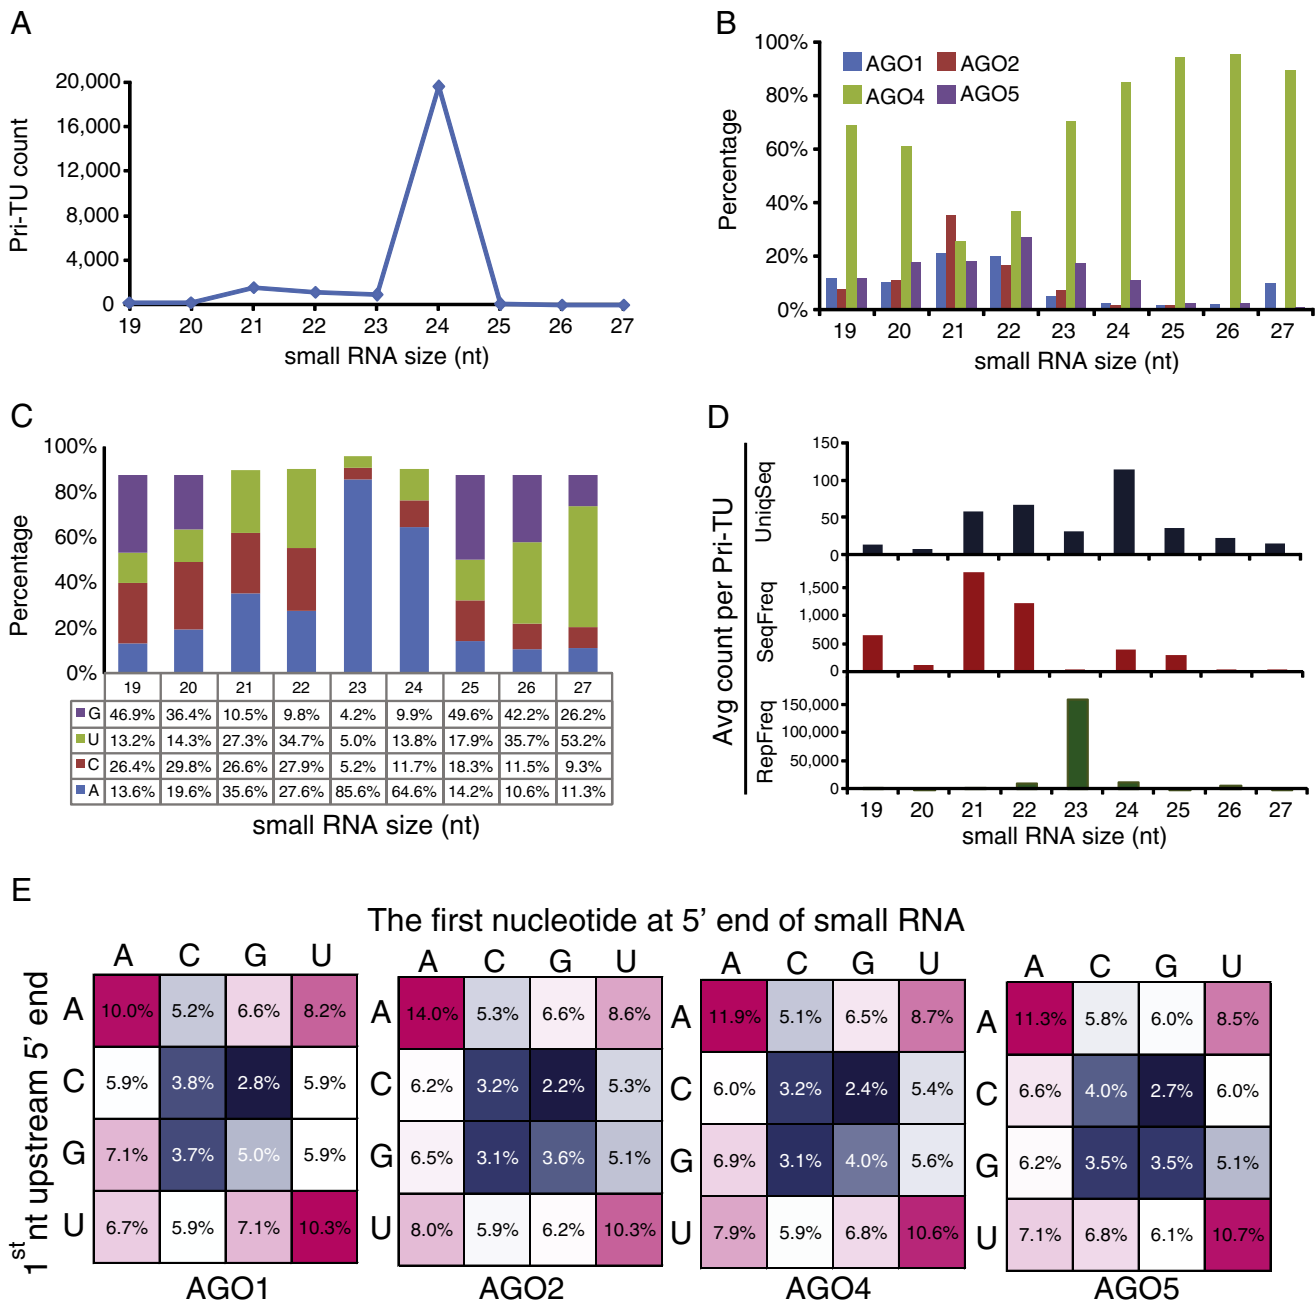 A
Pri-TU count
20,000
16,000
12,000
8,000
4,000
0
19 20 21 22 23 24 25 26 27
small RNA size (nt)
B
Percentage
100%
80%
60%
40%
20%
0%
AGO1 AGO2
AGO4 AGO5
19 20 21 22 23 24 25 26 27
small RNA size (nt)
C
Percentage
100%
80%
60%
40%
20%
0%
19 20 21 22 23 24 25 26 27
G 46.9% 36.4% 10.5% 9.8% 4.2% 9.9% 49.6% 42.2% 26.2%
U 13.2% 14.3% 27.3% 34.7% 5.0% 13.8% 17.9% 35.7% 53.2%
C 26.4% 29.8% 26.6% 27.9% 5.2% 11.7% 18.3% 11.5% 9.3%
A 13.6% 19.6% 35.6% 27.6% 85.6% 64.6% 14.2% 10.6% 11.3%
small RNA size (nt)
D
Avg count per Pri-TU
UniqSeq
150
100
50
0
SeqFreq
1,500
1,000
500
0
RepFreq
150,000
100,000
50,000
0
19 20 21 22 23 24 25 26 27
small RNA size (nt)
E
The first nucleotide at 5' end of small RNA
1st nt upstream 5' end
A C G U
A 10.0% 5.2% 6.6% 8.2%
C 5.9% 3.8% 2.8% 5.9%
G 7.1% 3.7% 5.0% 5.9%
U 6.7% 5.9% 7.1% 10.3%
AGO1
A C G U
A 14.0% 5.3% 6.6% 8.6%
C 6.2% 3.2% 2.2% 5.3%
G 6.5% 3.1% 3.6% 5.1%
U 8.0% 5.9% 6.2% 10.3%
AGO2
A C G U
A 11.9% 5.1% 6.5% 8.7%
C 6.0% 3.2% 2.4% 5.4%
G 6.9% 3.1% 4.0% 5.6%
U 7.9% 5.9% 6.8% 10.6%
AGO4
A C G U
A 11.3% 5.8% 6.0% 8.5%
C 6.6% 4.0% 2.7% 6.0%
G 6.2% 3.5% 3.5% 5.1%
U 7.1% 6.8% 6.1% 10.7%
AGO5